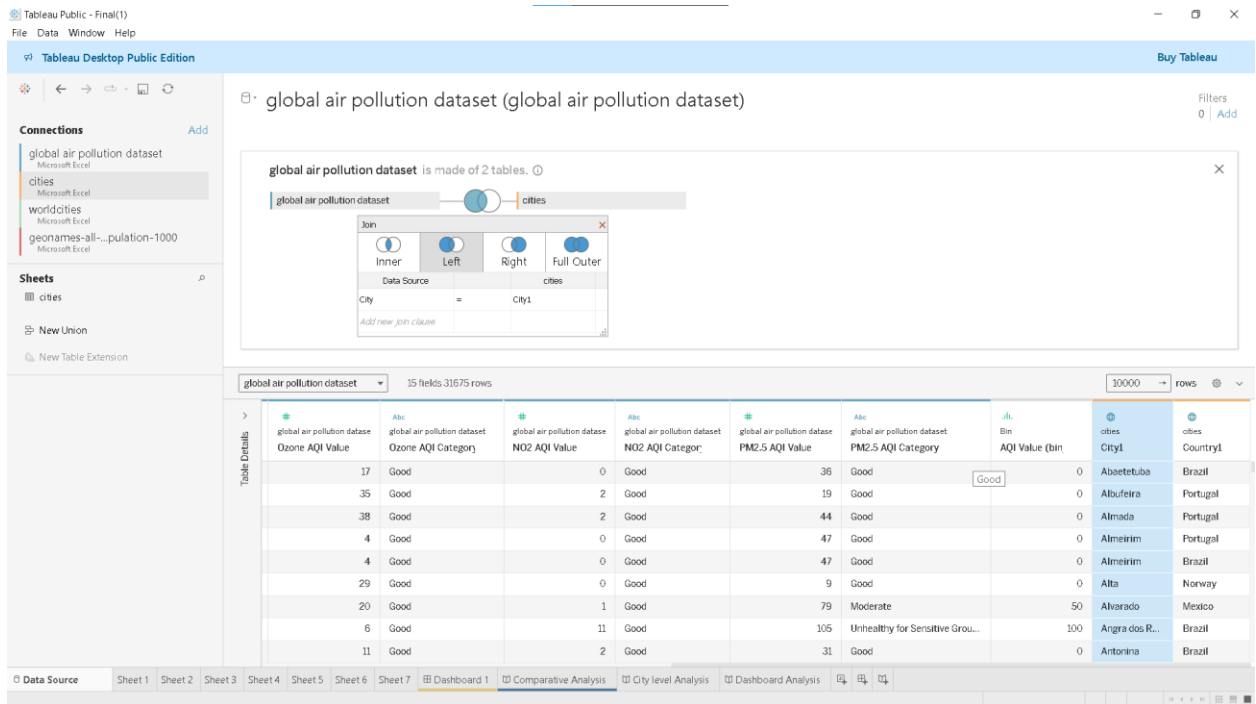 Tableau Public - Final(1)
File Data Window Help
Tableau Desktop Public Edition
Buy Tableau
Connections
Add
global air pollution dataset
Microsoft Excel
cities
Microsoft Excel
worldcities
Microsoft Excel
geonames-all-...pulation-1000
Microsoft Excel
Sheets
cities
New Union
New Table Extension
global air pollution dataset (global air pollution dataset)
Filters
0 Add
global air pollution dataset is made of 2 tables.
global air pollution dataset
cities
Join
Inner Left Right Full Outer
Data Source cities
City = City1
Add new join clause
global air pollution dataset
15 fields 31675 rows
10000 → rows
Table Details
# Abc # Abc # Abc
global air pollution datase global air pollution dataset global air pollution datase global air pollution dataset global air pollution datase global air pollution dataset Bin cities cities
Ozone AQI Value Ozone AQI Category NO2 AQI Value NO2 AQI Categor PM2.5 AQI Value PM2.5 AQI Category AQI Value (bin City1 Country1
17 Good 0 Good 36 Good 0 Abaetetuba Brazil
Good
35 Good 2 Good 19 Good 0 Albufeira Portugal
38 Good 2 Good 44 Good 0 Almada Portugal
4 Good 0 Good 47 Good 0 Almeirim Portugal
4 Good 0 Good 47 Good 0 Almeirim Brazil
29 Good 0 Good 9 Good 0 Alta Norway
20 Good 1 Good 79 Moderate 50 Alvarado Mexico
6 Good 11 Good 105 Unhealthy for Sensitive Grou... 100 Angra dos R... Brazil
11 Good 2 Good 31 Good 0 Antonina Brazil
Data Source Sheet 1 Sheet 2 Sheet 3 Sheet 4 Sheet 5 Sheet 6 Sheet 7 Dashboard 1 Comparative Analysis City level Analysis Dashboard Analysis